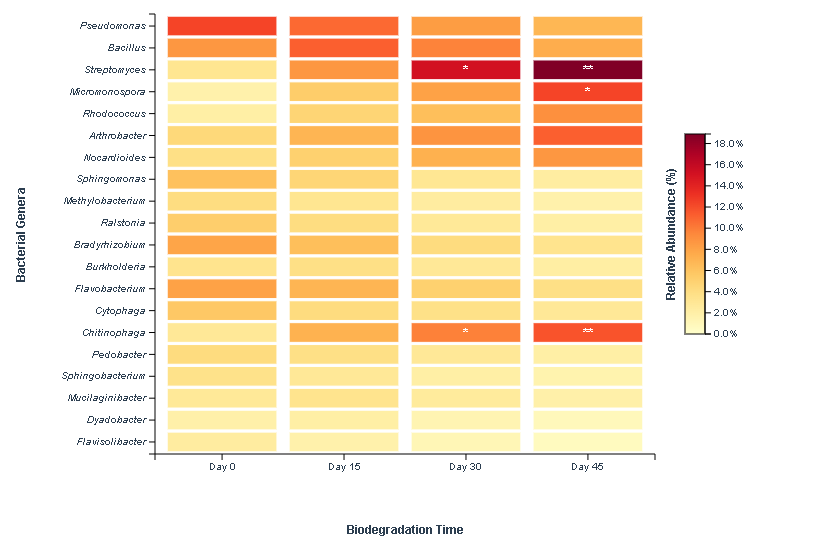 Pseudomonas
Bacillus
Streptomyces
*
**
Micromonospora
*
Rhodococcus
Arthrobacter
Nocardioides
Sphingomonas
Methylobacterium
Ralstonia
Bradyrhizobium
Burkholderia
Flavobacterium
Cytophaga
Chitinophaga
*
**
Pedobacter
Sphingobacterium
Mucilaginibacter
Dyadobacter
Flavisolibacter
Day 0
Day 15
Day 30
Day 45
Biodegradation Time
Bacterial Genera
Relative Abundance (%)
18.0%
16.0%
14.0%
12.0%
10.0%
8.0%
6.0%
4.0%
2.0%
0.0%